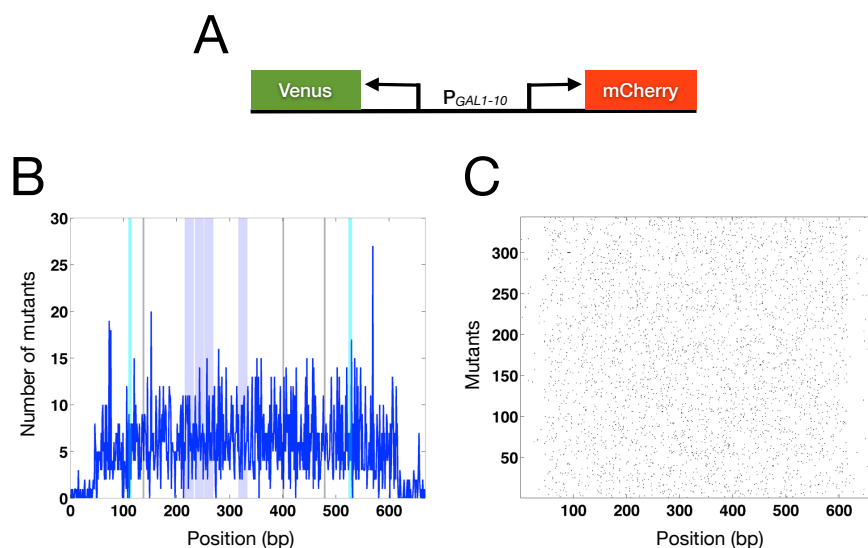 A
Venus
PGAL1-10
mCherry
B
C
Number of mutants
30
25
20
15
10
5
0
0 100 200 300 400 500 600
Position (bp)
Mutants
300
250
200
150
100
50
100 200 300 400 500 600
Position (bp)